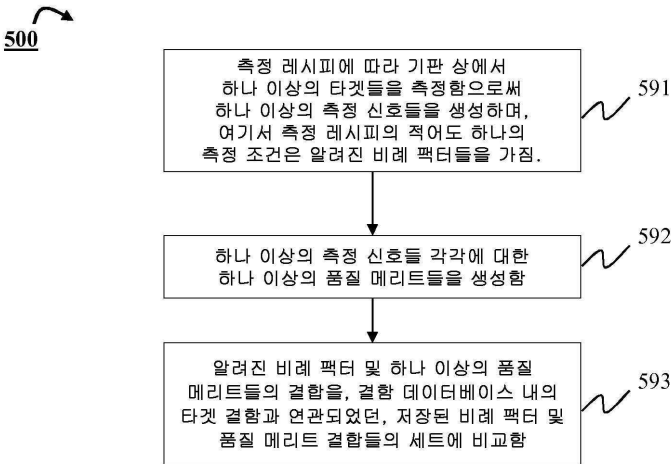 500
측정 레시피에 따라 기판 상에서
하나 이상의 타겟들을 측정함으로써
하나 이상의 측정 신호들을 생성하며,
여기서 측정 레시피의 적어도 하나의
측정 조건은 알려진 비례 팩터들을 가짐.
591
하나 이상의 측정 신호들 각각에 대한
하나 이상의 품질 메리트들을 생성함
592
알려진 비례 팩터 및 하나 이상의 품질
메리트들의 결합을, 결함 데이터베이스 내의
타겟 결함과 연관되었던, 저장된 비례 팩터 및
품질 메리트 결합들의 세트에 비교함
593